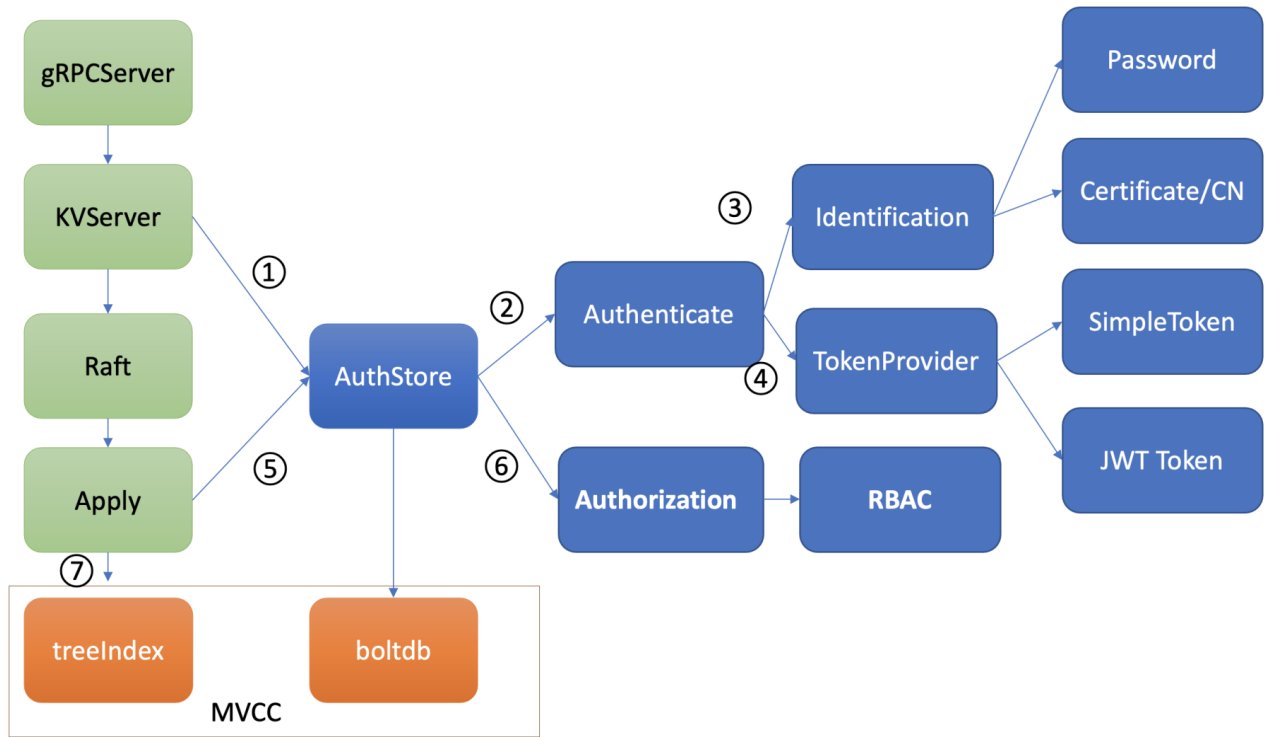 gRPCServer
KVServer
Raft
Apply
①
⑤
⑦
AuthStore
②
⑥
Authenticate
Authorization
③
④
Identification
TokenProvider
RBAC
Password
Certificate/CN
SimpleToken
JWT Token
treeIndex
boltdb
MVCC